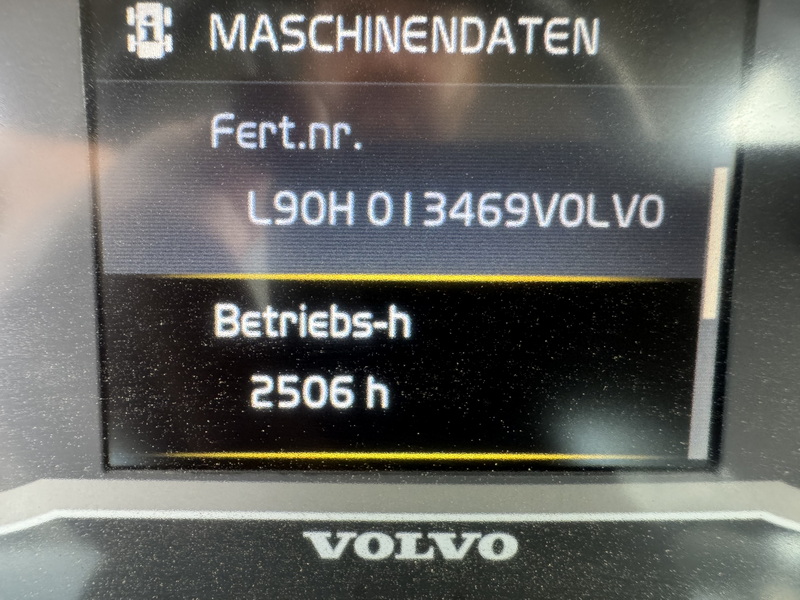 MASCHINENDATEN
Fert.nr.
L90H 013469VOLVO
Betriebs-h
2506 h
VOLVO